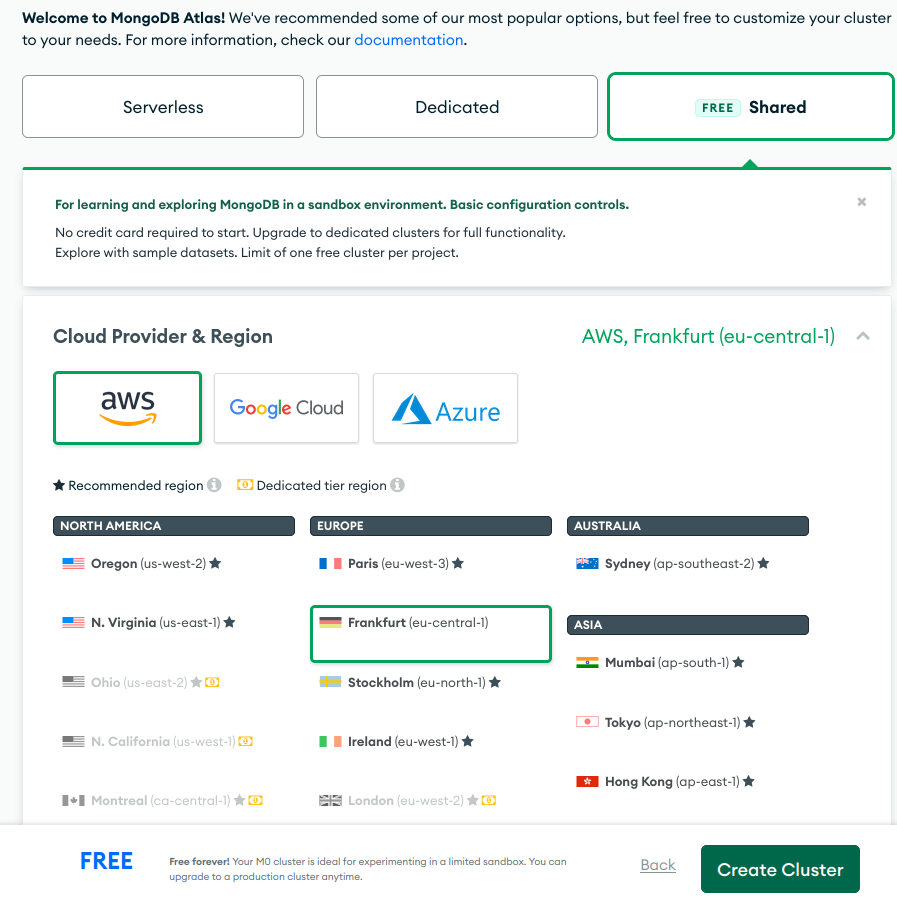 Welcome to MongoDB Atlas! We've recommended some of our most popular options, but feel free to customize your cluster
to your needs. For more information, check our documentation.
Serverless
Dedicated
FREE Shared
For learning and exploring MongoDB in a sandbox environment. Basic configuration controls.
No credit card required to start. Upgrade to dedicated clusters for full functionality.
Explore with sample datasets. Limit of one free cluster per project.
Cloud Provider & Region
AWS, Frankfurt (eu-central-1)
aws
Google Cloud
Azure
★ Recommended region
Dedicated tier region
NORTH AMERICA
Oregon (us-west-2) ★
N. Virginia (us-east-1) ★
Ohio (us-east-2) ★
N. California (us-west-1)
Montreal (ca-central-1) ★
EUROPE
Paris (eu-west-3) ★
Frankfurt (eu-central-1)
Stockholm (eu-north-1) ★
Ireland (eu-west-1) ★
London (eu-west-2) ★
AUSTRALIA
Sydney (ap-southeast-2) ★
ASIA
Mumbai (ap-south-1) ★
Tokyo (ap-northeast-1) ★
Hong Kong (ap-east-1) ★
FREE
Free forever! Your M0 cluster is ideal for experimenting in a limited sandbox. You can
upgrade to a production cluster anytime.
Back
Create Cluster